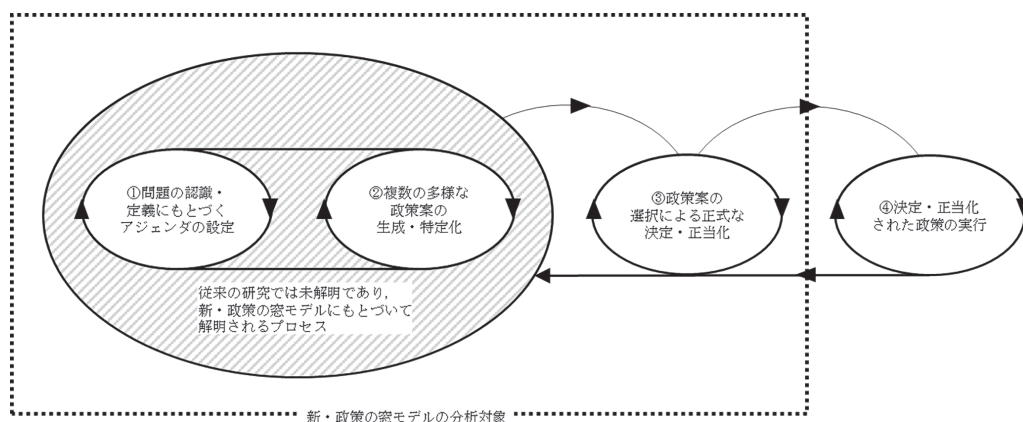 ①問題の認識・
定義にもとづく
アジェンダの設定
②複数の多様な
政策案の
生成・特定化
③政策案の
選択による正式な
決定・正当化
④決定・正当化
された政策の実行
従来の研究では未解明であり，
新・政策の窓モデルにもとづいて
解明されるプロセス
新・政策の窓モデルの分析対象